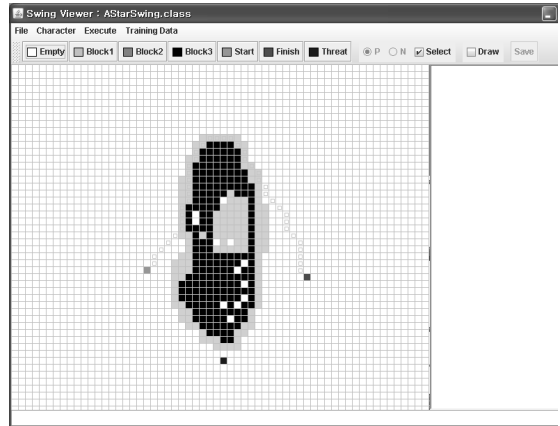 Swing Viewer : AStarSwing.class
File Character Execute Training Data
Empty Block1 Block2 Block3 Start Finish Threat P N Select Draw Save